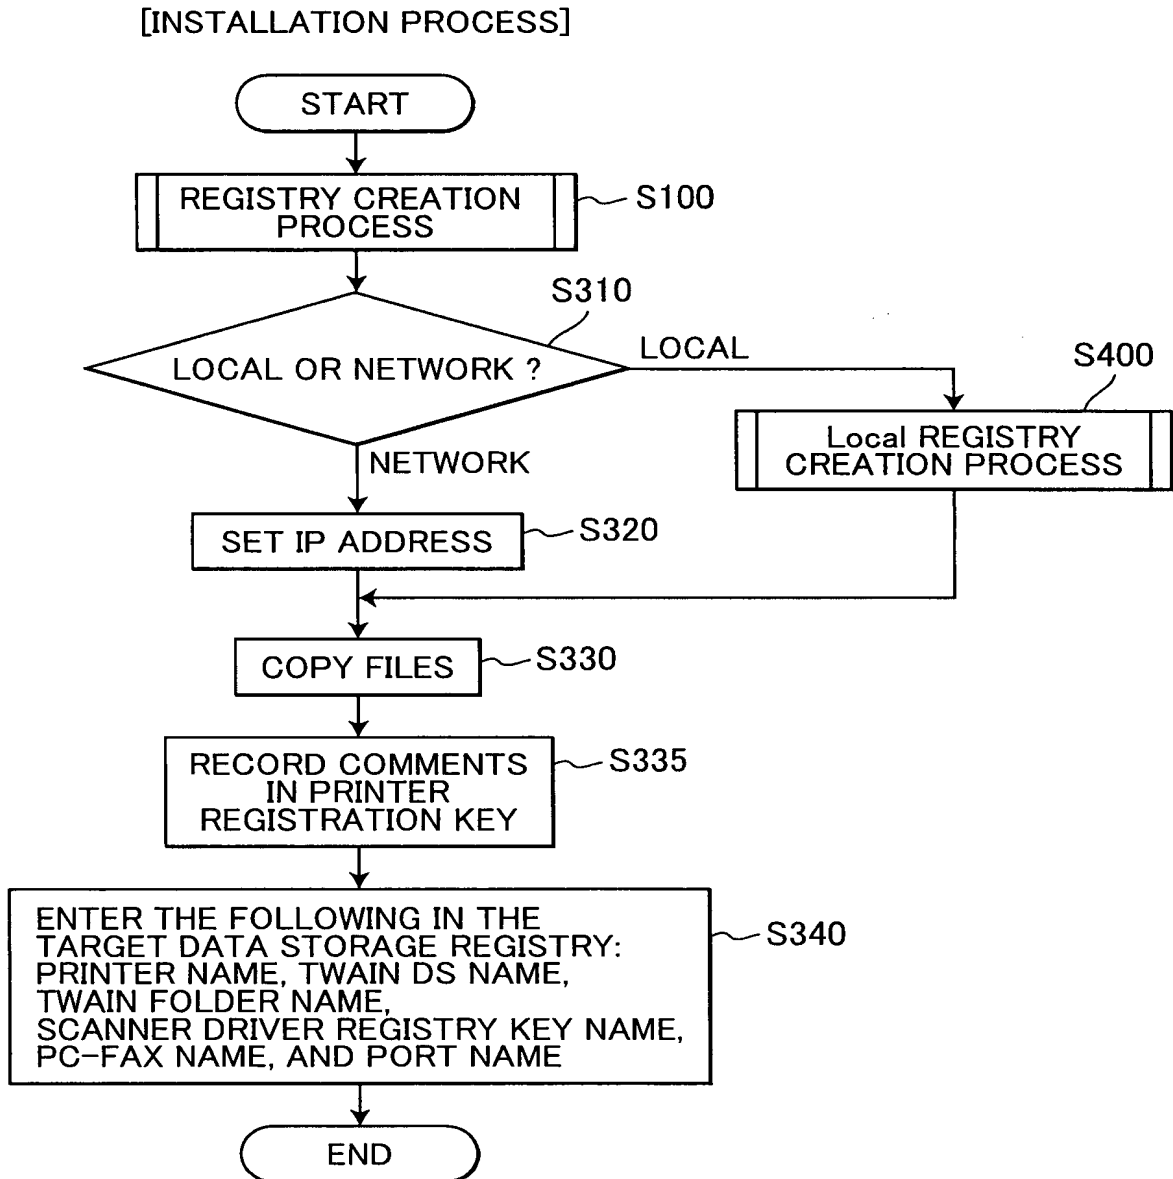 [INSTALLATION PROCESS]
START
REGISTRY CREATION
PROCESS
S100
S310
LOCAL OR NETWORK ?
LOCAL
S400
Local REGISTRY
CREATION PROCESS
NETWORK
SET IP ADDRESS
S320
COPY FILES
S330
RECORD COMMENTS
IN PRINTER
REGISTRATION KEY
S335
ENTER THE FOLLOWING IN THE
TARGET DATA STORAGE REGISTRY:
PRINTER NAME, TWAIN DS NAME,
TWAIN FOLDER NAME,
SCANNER DRIVER REGISTRY KEY NAME,
PC-FAX NAME, AND PORT NAME
S340
END